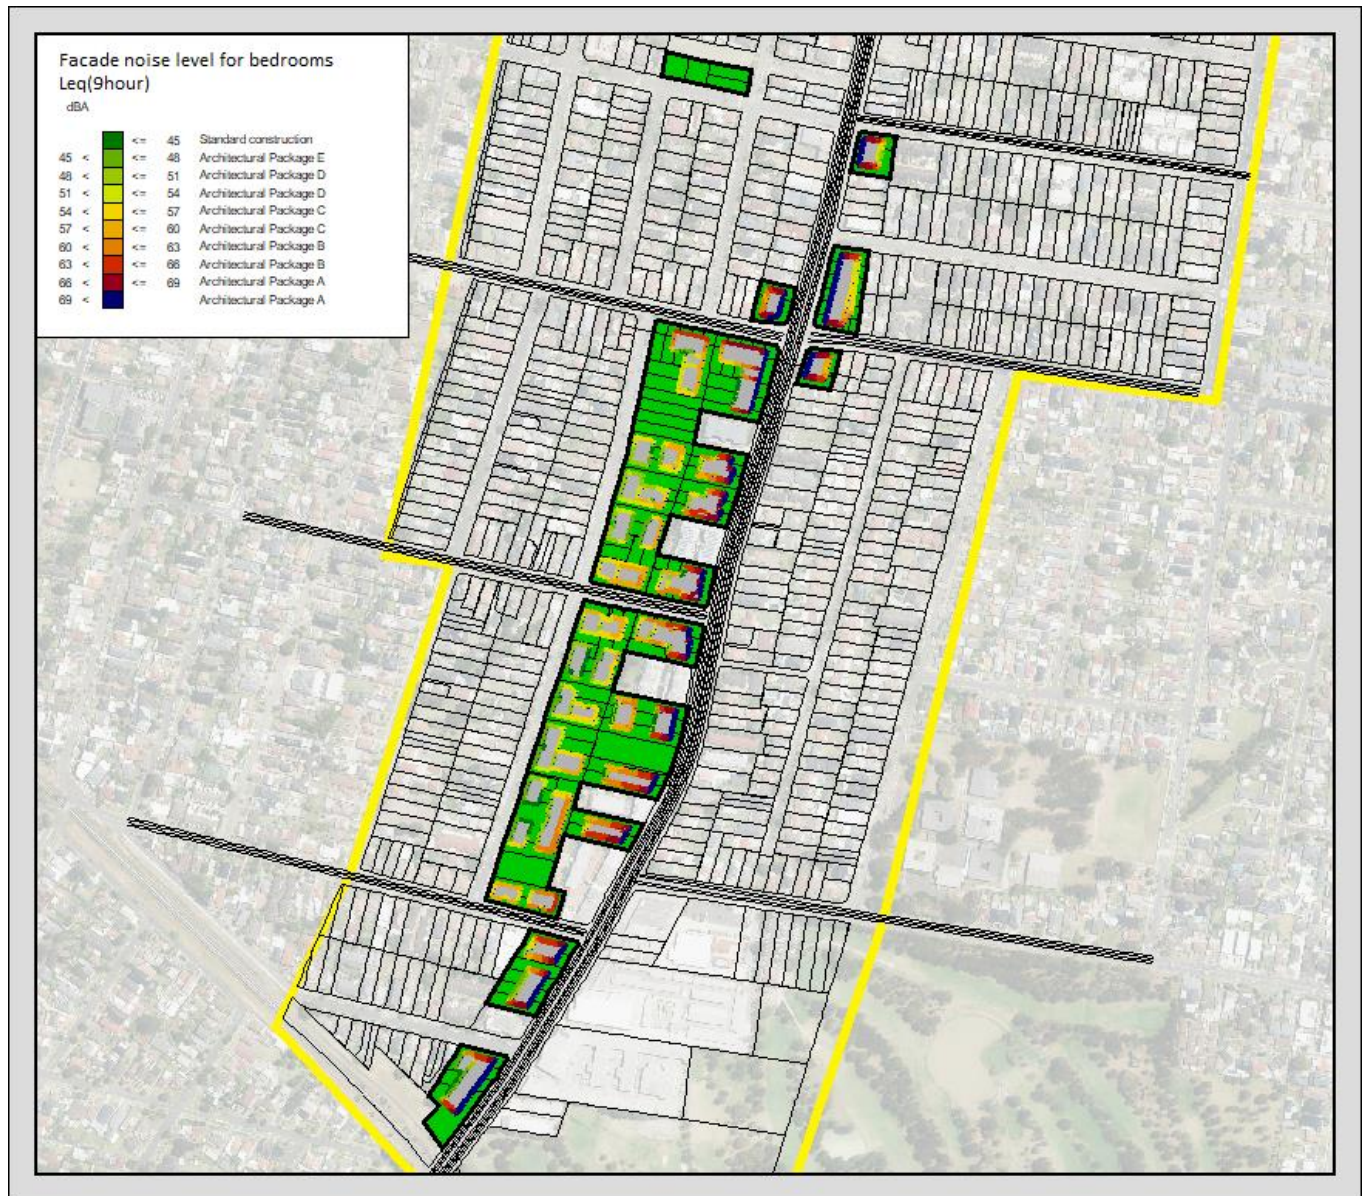 Facade noise level for bedrooms
Leq(9hour)
dBA
<= 45 Standard construction
45 < <= 48 Architectural Package E
48 < <= 51 Architectural Package D
51 < <= 54 Architectural Package D
54 < <= 57 Architectural Package C
57 < <= 60 Architectural Package C
60 < <= 63 Architectural Package B
63 < <= 66 Architectural Package B
66 < <= 69 Architectural Package A
69 < Architectural Package A